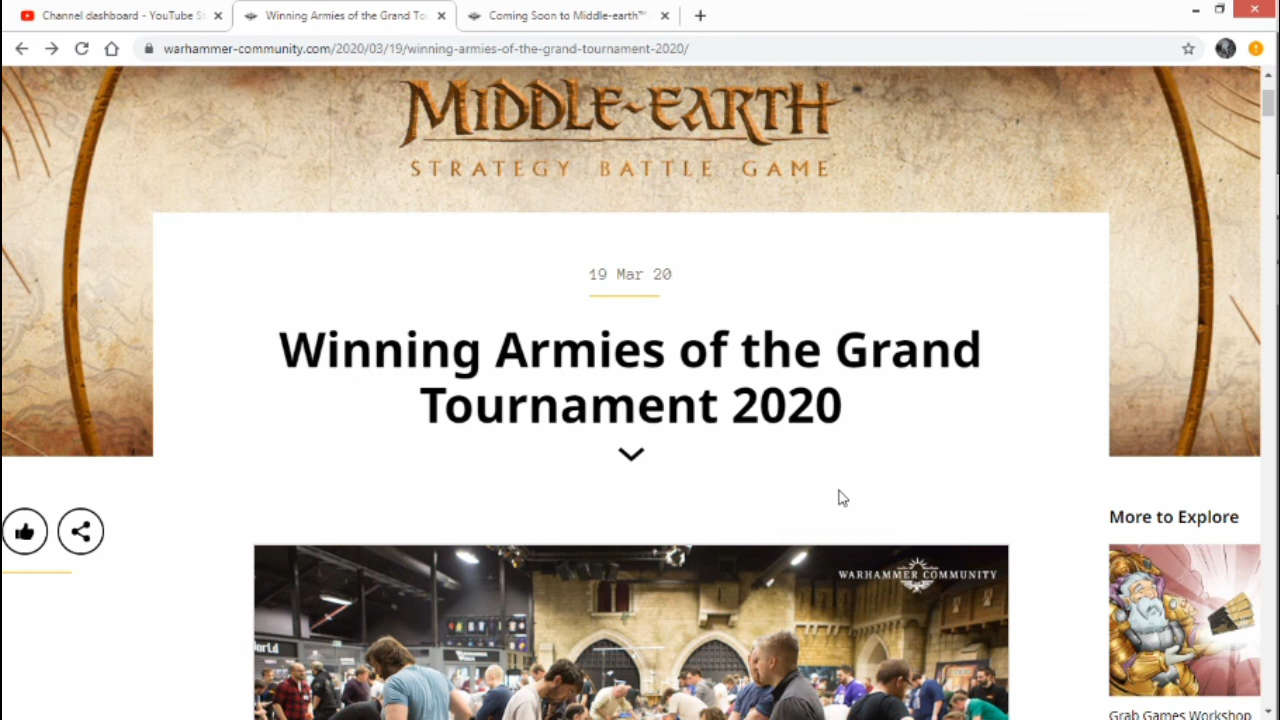 Channel dashboard - YouTube S
Winning Armies of the Grand To
Coming Soon to Middle-earth™
warhammer-community.com/2020/03/19/winning-armies-of-the-grand-tournament-2020/
MIDDLE-EARTH
STRATEGY BATTLE GAME
19 Mar 20
Winning Armies of the Grand
Tournament 2020
More to Explore
WARHAMMER COMMUNITY
orld
Grab Games Workshop